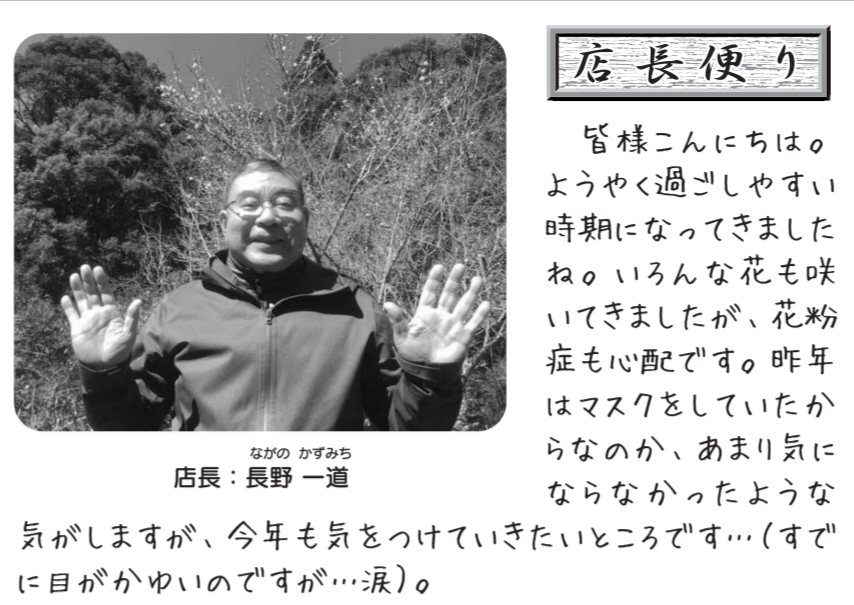 店長便り
皆様こんにちは。
ようやく過ごしやすい
時期になってきました
ね。いろんな花も咲
いてきましたが、花粉
症も心配です。昨年
はマスクをしていたか
らなのか、あまり気に
ならなかったような
気がしますが、今年も気をつけていきたいところです…(すで
に目がかゆいのですが…涙)。
ながの かずみち
店長：長野 一道